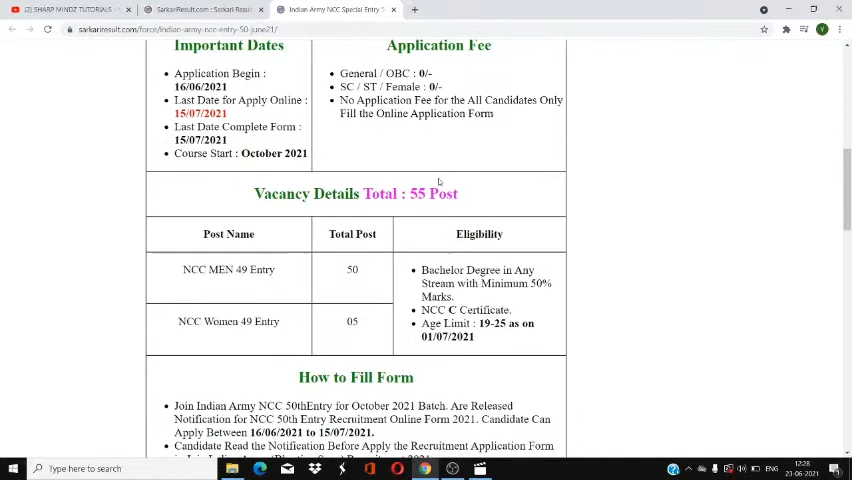 (2) SHARP MINDZ TUTORIALS - Y
SarkariResult.com : Sarkari Resul
Indian Army NCC Special Entry 5
sarkariresult.com/force/indian-army-ncc-entry-50-june21/
Important Dates
Application Begin :
16/06/2021
Last Date for Apply Online :
15/07/2021
Last Date Complete Form :
15/07/2021
Course Start : October 2021
Application Fee
General / OBC : 0/-
SC / ST / Female : 0/-
No Application Fee for the All Candidates Only
Fill the Online Application Form
Vacancy Details Total : 55 Post
Post Name
Total Post
Eligibility
NCC MEN 49 Entry
50
NCC Women 49 Entry
05
Bachelor Degree in Any
Stream with Minimum 50%
Marks.
NCC C Certificate.
Age Limit : 19-25 as on
01/07/2021
How to Fill Form
Join Indian Army NCC 50thEntry for October 2021 Batch. Are Released
Notification for NCC 50th Entry Recruitment Online Form 2021. Candidate Can
Apply Between 16/06/2021 to 15/07/2021.
Candidate Read the Notification Before Apply the Recruitment Application Form
Type here to search
ENG
12:28
23-06-2021